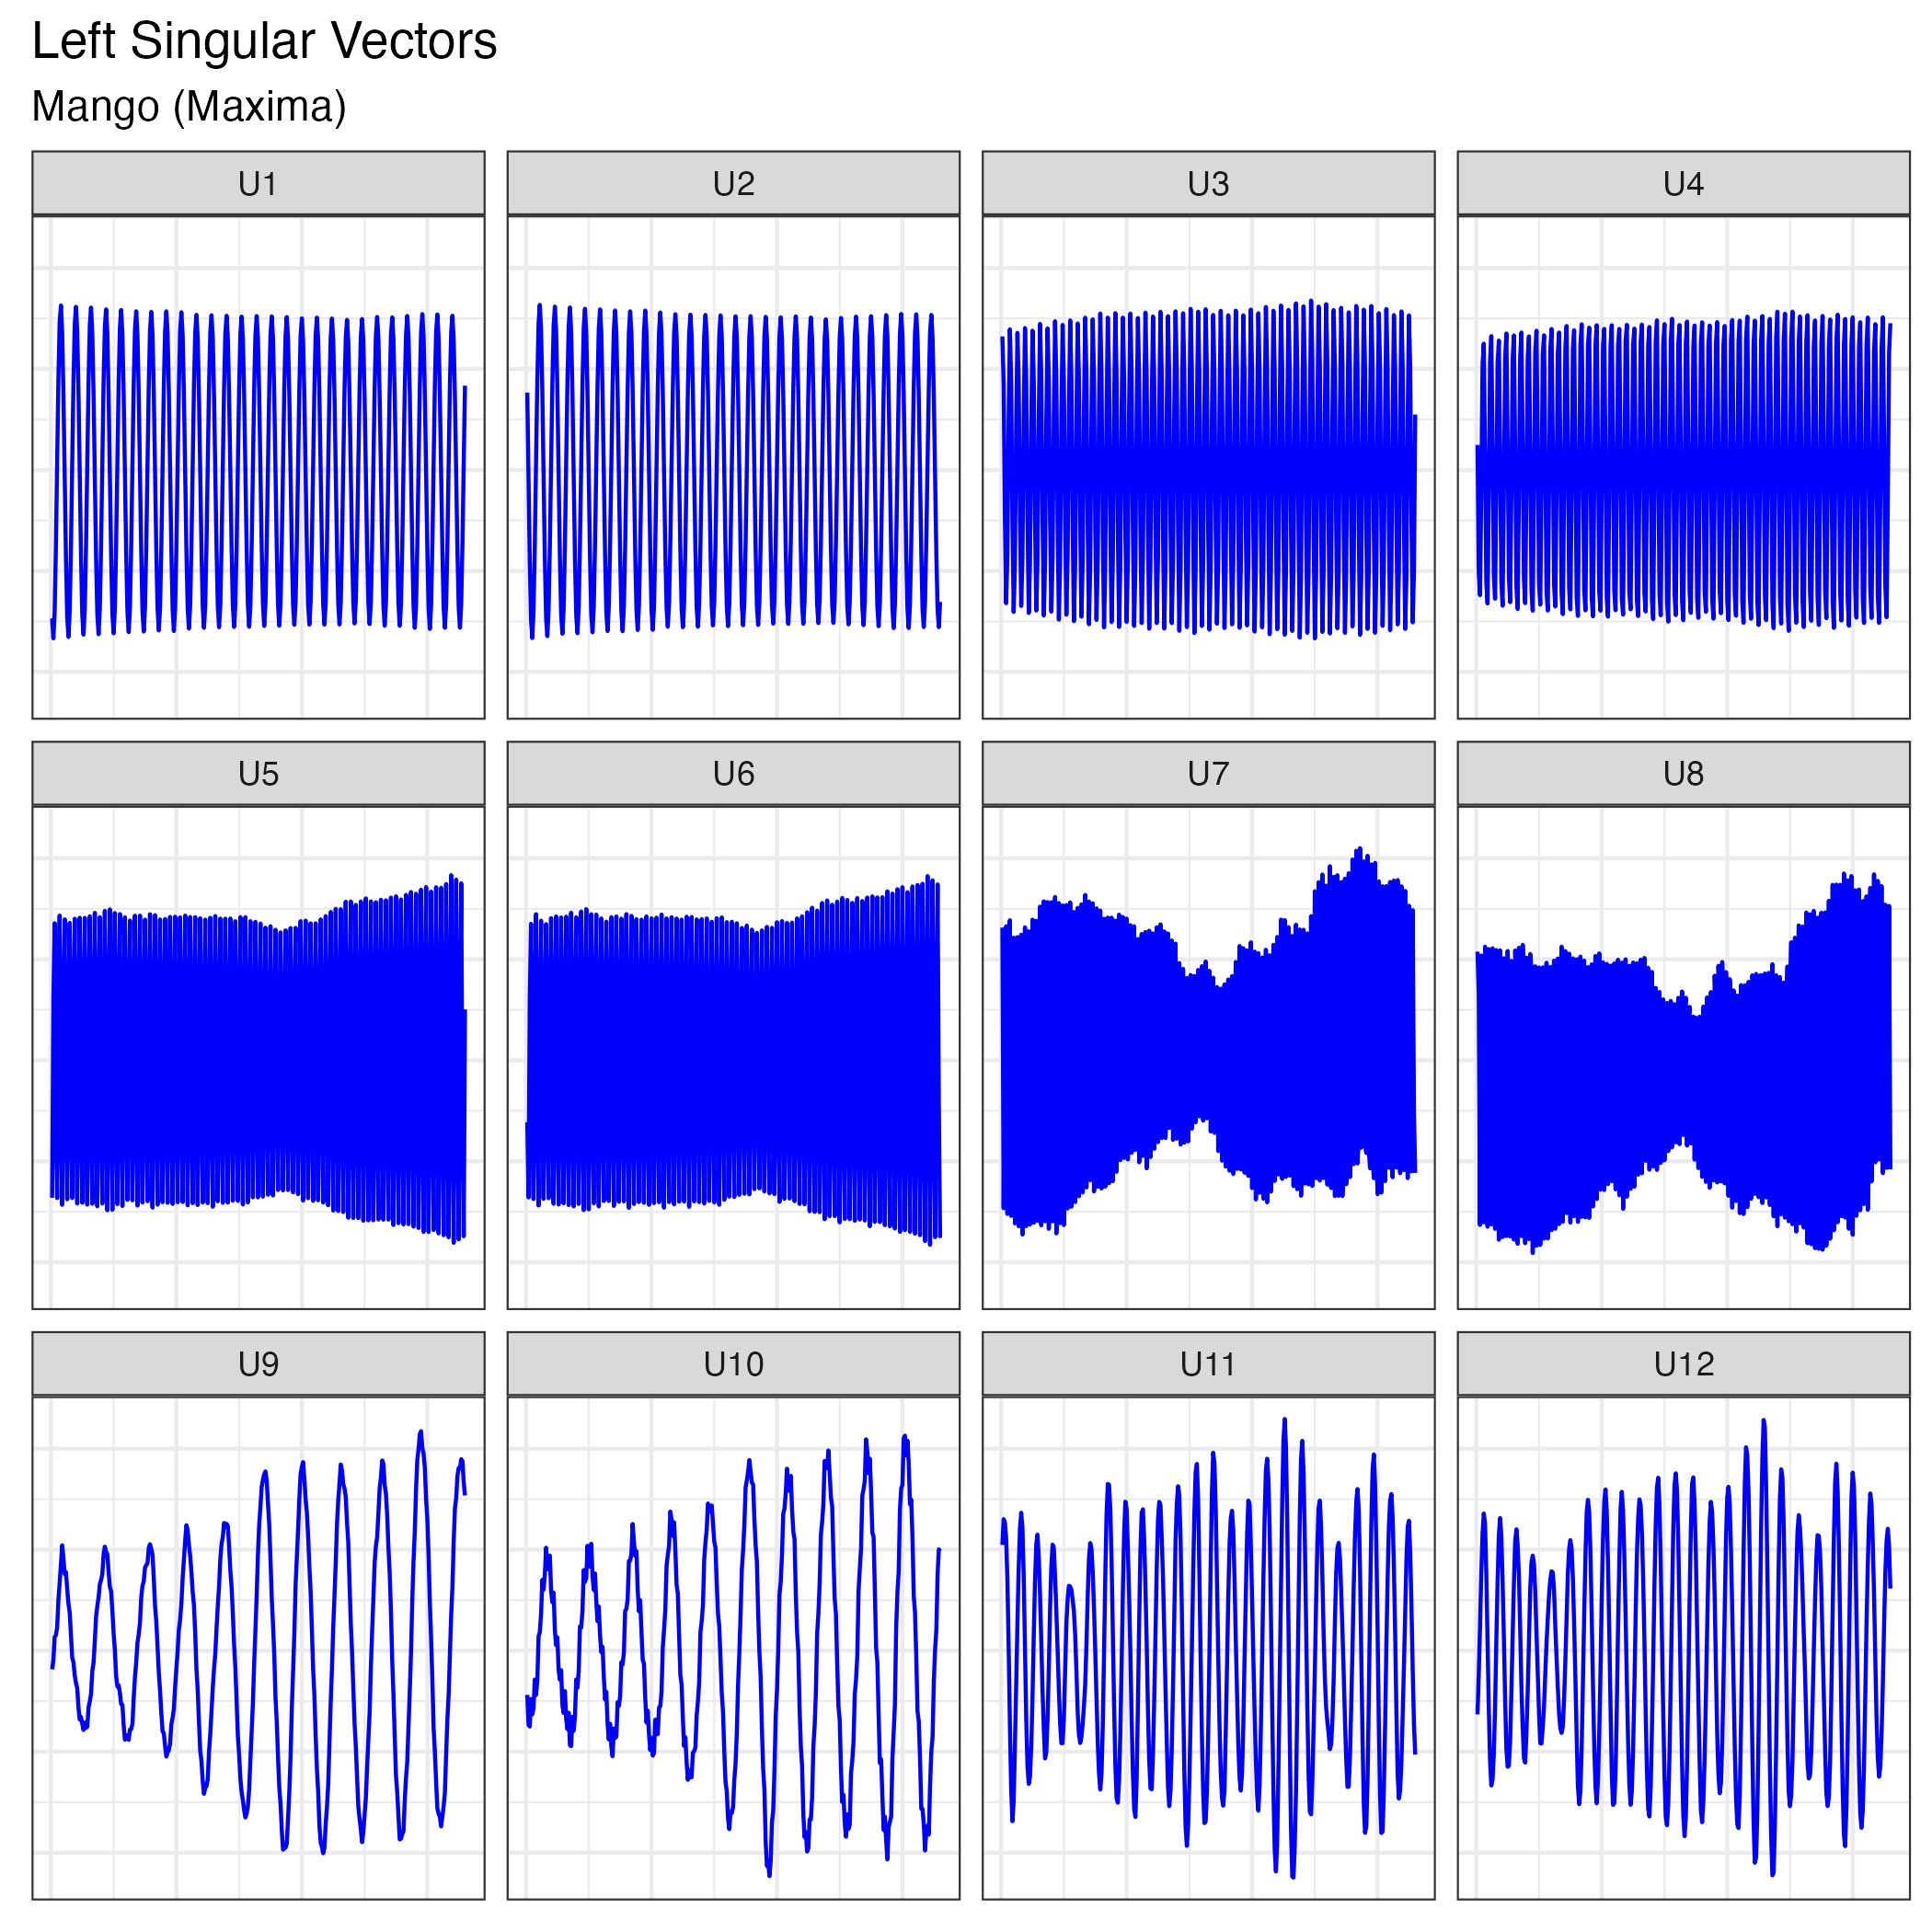 Left Singular Vectors
Mango (Maxima)
U1 U2 U3 U4
U5 U6 U7 U8
U9 U10 U11 U12